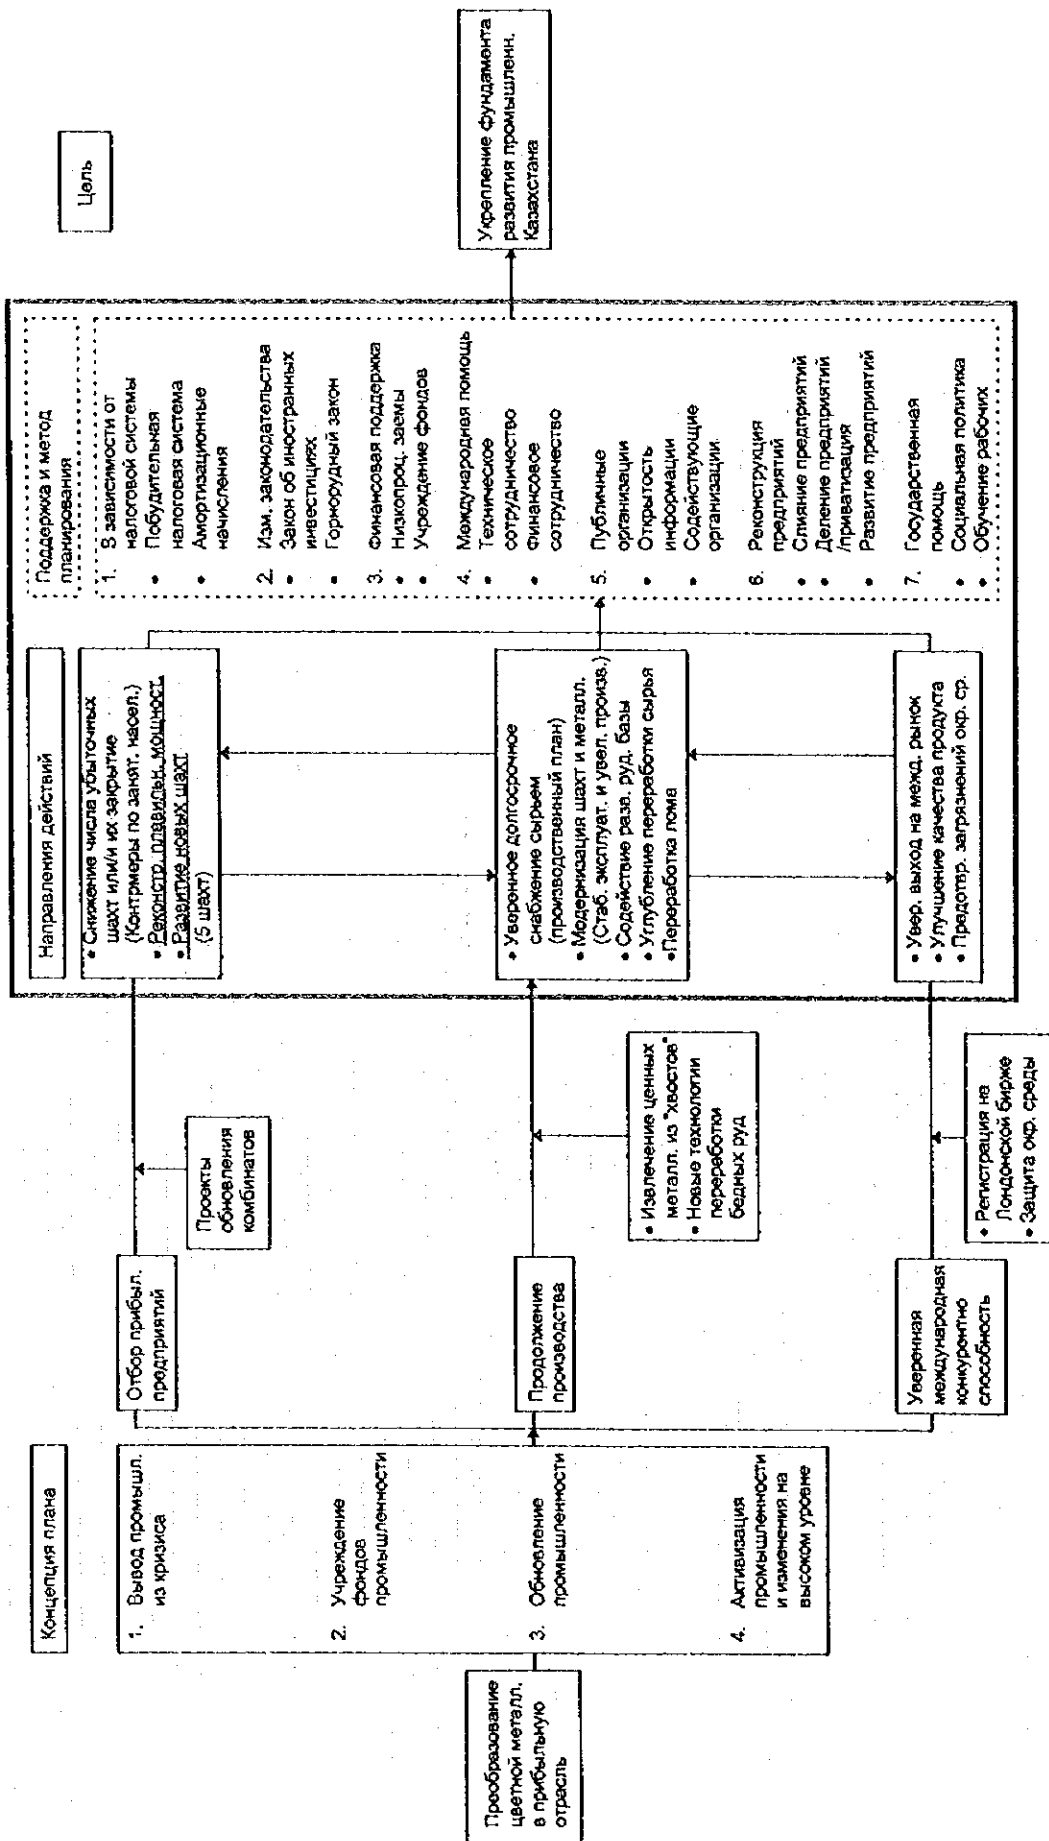 Концепция плана
Направления действий
Поддержка и метод
планирования
Цель
Преобразование
цветной металл.
в прибыльную
отрасль
1. Вывод промышл.
из кризиса
2. Учреждение
фондов
промышленности
3. Обновление
промышленности
4. Активизация
промышленности
и изменения на
высоком уровне
Отбор прибыл.
предприятий
Проекты
обновления
комбинатов
Продолжение
производства
• Извлечение ценных
металл. из "хвостов"
• Новые технологии
переработки
бедных руд
Уверенная
международная
конкурентно
способность
• Регистрация на
Лондонской бирже
• Защита окр. среды
• Снижение числа убыточных
шахт или/и их закрытие
(Контрмеры по занят. насел.)
• Реконстр. плавильн. мощност.
• Развитие новых шахт
(5 шахт)
• Уверенное долгосрочное
снабжение сырьем
(производственный план)
• Модернизация шахт и металл.
(Стаб. эксплуат. и увел. произв.)
• Содействие разв. руд. базы
• Углубление переработки сырья
•Переработка лома
• Увер. выход на межд. рынок
• Улучшение качества продукта
• Предотвр. загрязнений окр. ср.
1. В зависимости от
налоговой системы
• Побудительная
налоговая система
• Амортизационные
начисления
2. Изм. законодательства
• Закон об иностранных
инвестициях
• Горнорудный закон
3. Финансовая поддержка
• Низкопроц. заемы
• Учреждение фондов
4. Международная помощь
• Техническое
сотрудничество
• Финансовое
сотрудничество
5. Публичные
организации
• Открытость
информации
• Содействующие
организации
6. Реконструкция
предприятий
• Слияние предприятий
• Деление предприятий
/приватизация
• Развитие предприятий
7. Государственная
помощь
• Социальная политика
• Обучение рабочих
Укрепление фундамента
развития промышленн.
Казахстана